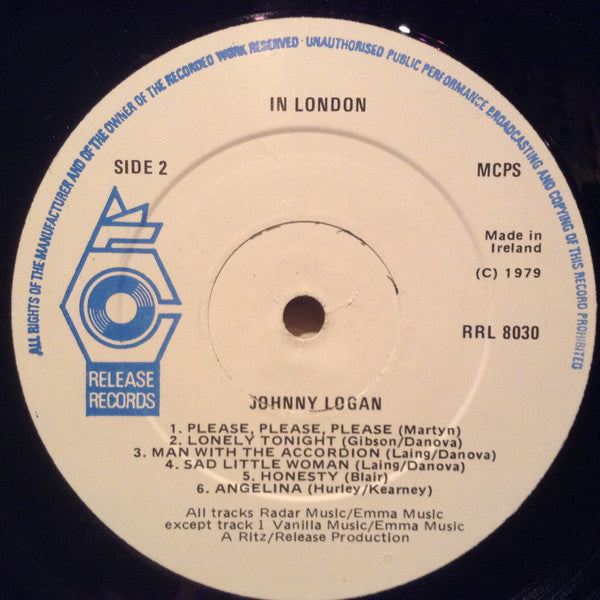 ALL RIGHTS OF THE MANUFACTURER AND OF THE OWNER OF THE RECORDED WORK RESERVED · UNAUTHORISED PUBLIC PERFORMANCE BROADCASTING AND COPYING OF THIS RECORD PROHIBITED
IN LONDON
SIDE 2
MCPS
Made in
Ireland
(C) 1979
RRL 8030
RELEASE
RECORDS
JOHNNY LOGAN
1. PLEASE, PLEASE, PLEASE (Martyn)
2. LONELY TONIGHT (Gibson/Danova)
3. MAN WITH THE ACCORDION (Laing/Danova)
4. SAD LITTLE WOMAN (Laing/Danova)
5. HONESTY (Blair)
6. ANGELINA (Hurley/Kearney)
All tracks Radar Music/Emma Music
except track 1 Vanilla Music/Emma Music
A Ritz/Release Production